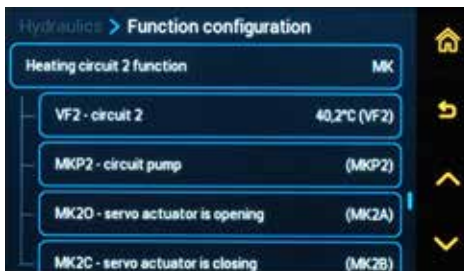 Hydraulics > Function configuration
Heating circuit 2 function MK
VF2 - circuit 2 40,2°C (VF2)
MKP2 - circuit pump (MKP2)
MK2O - servo actuator is opening (MK2A)
MK2C - servo actuator is closing (MK2B)